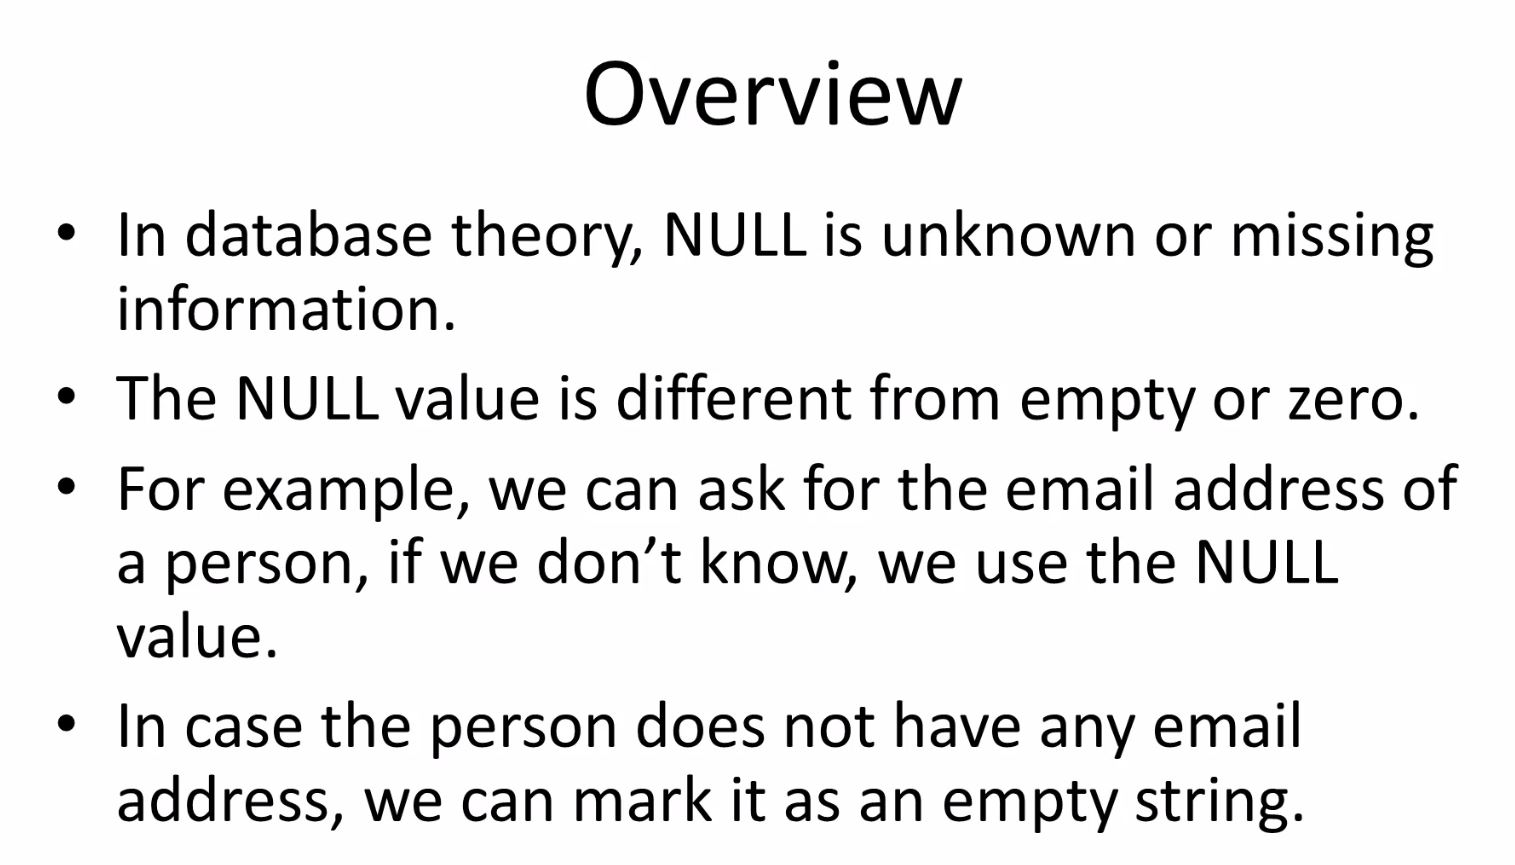 Overview
• In database theory, NULL is unknown or missing
information.
• The NULL value is different from empty or zero.
• For example, we can ask for the email address of
a person, if we don’t know, we use the NULL
value.
• In case the person does not have any email
address, we can mark it as an empty string.